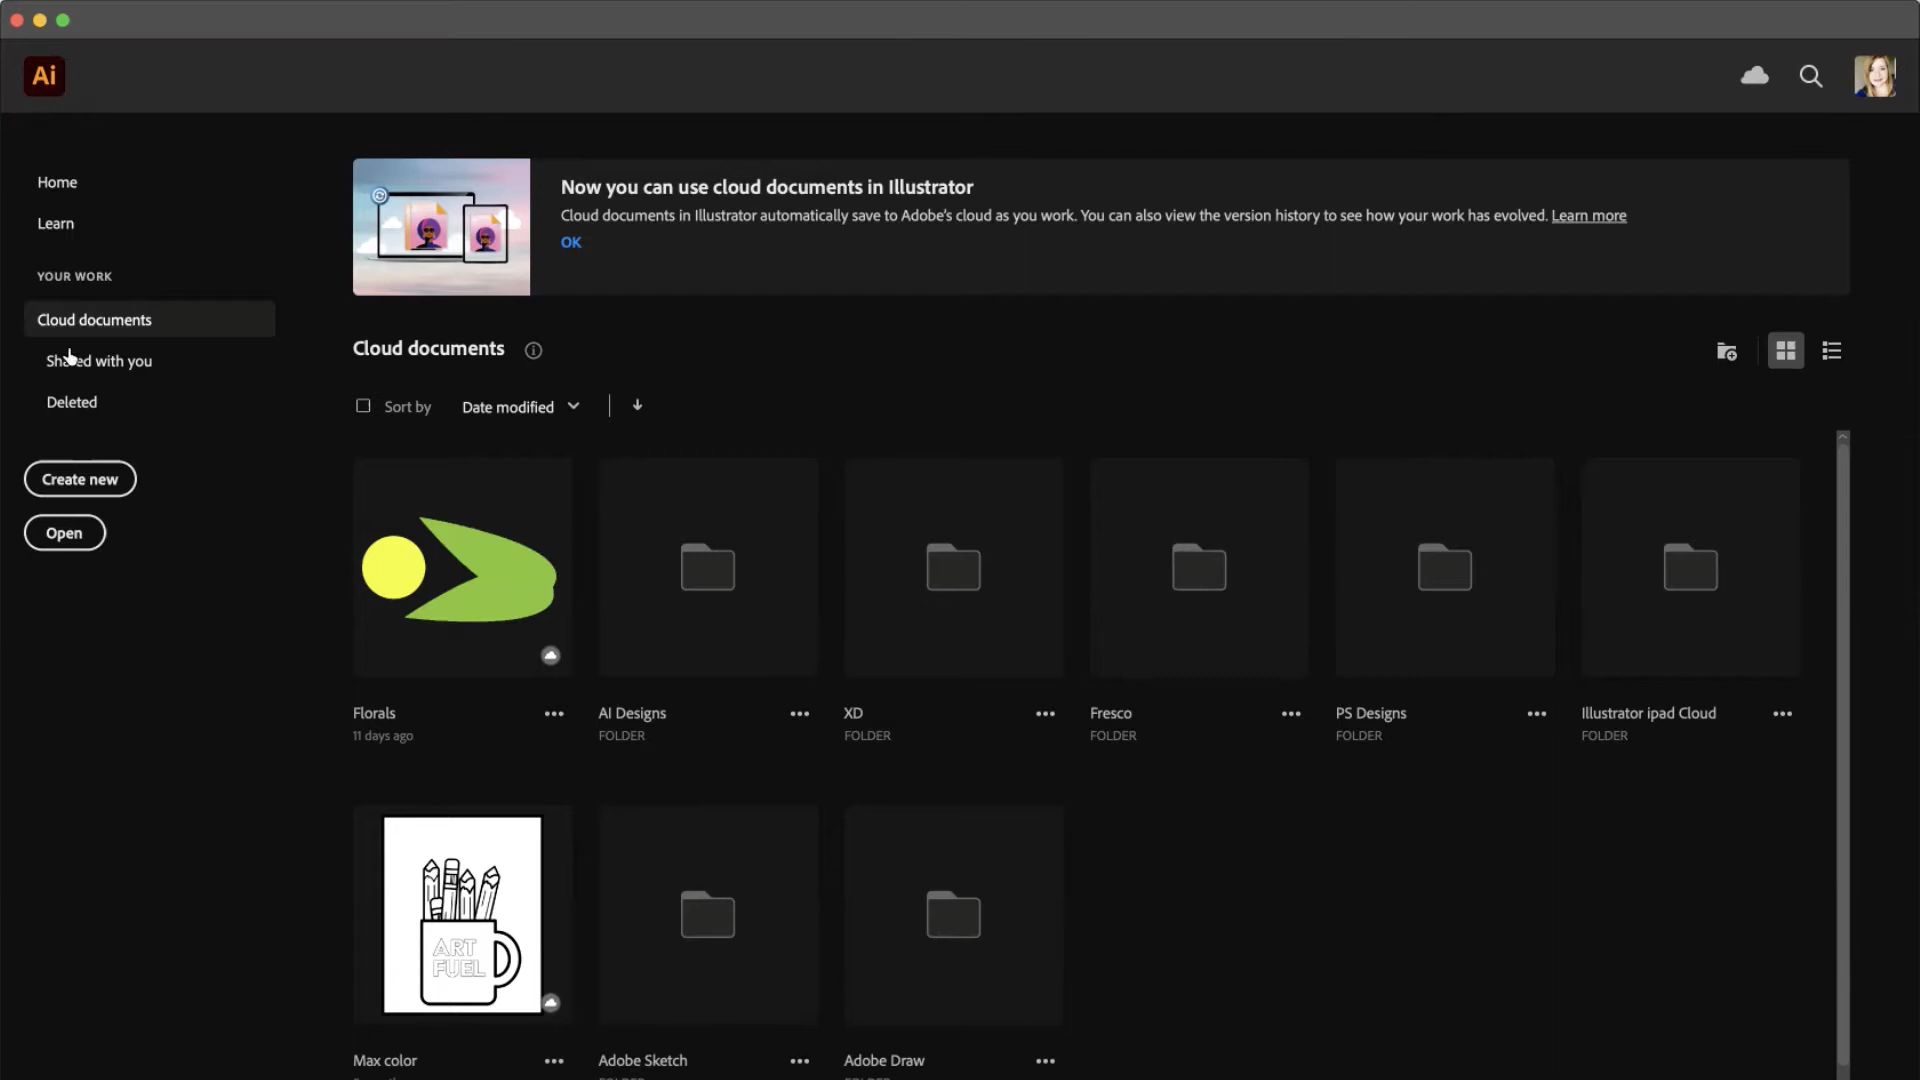 Ai
Home
Learn
YOUR WORK
Cloud documents
Shared with you
Deleted
Create new
Open
Now you can use cloud documents in Illustrator
Cloud documents in Illustrator automatically save to Adobe's cloud as you work. You can also view the version history to see how your work has evolved. Learn more
OK
Cloud documents
Sort by Date modified
Florals
11 days ago
AI Designs
FOLDER
XD
FOLDER
Fresco
FOLDER
PS Designs
FOLDER
Illustrator ipad Cloud
FOLDER
ART
FUEL
Max color
Adobe Sketch
Adobe Draw